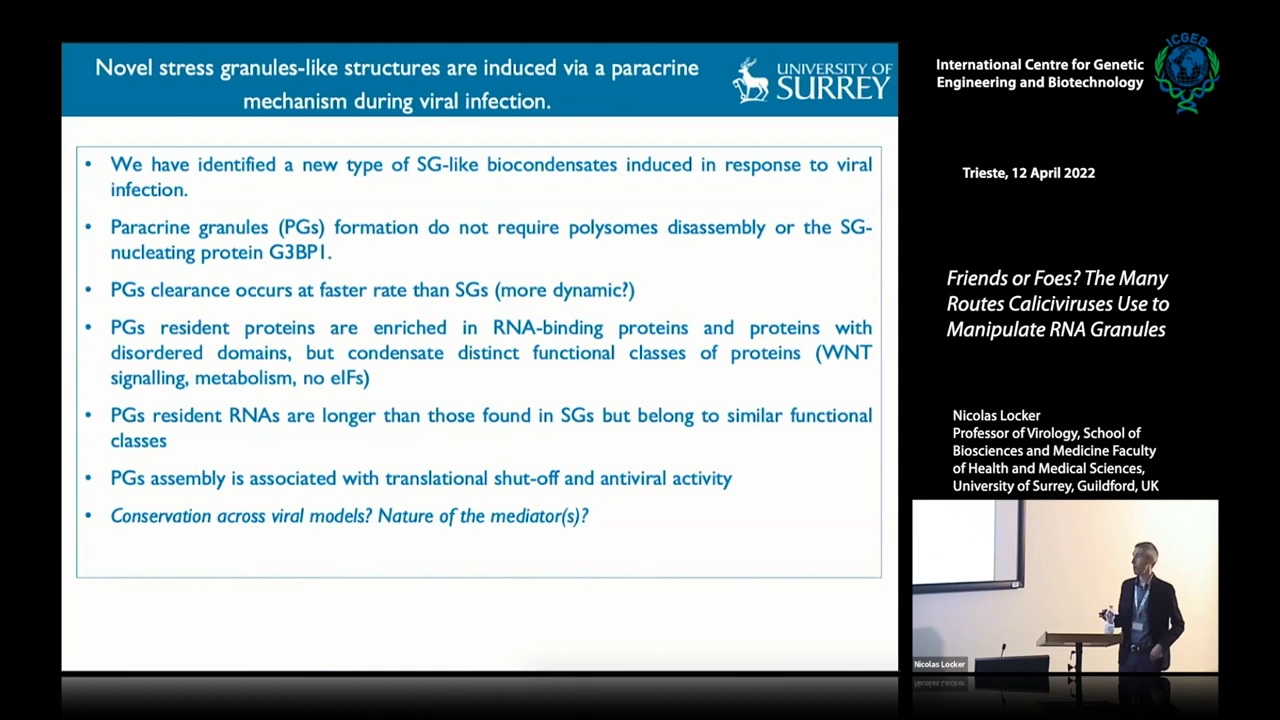 Novel stress granules-like structures are induced via a paracrine
mechanism during viral infection.
UNIVERSITY OF
SURREY
• We have identified a new type of SG-like biocondensates induced in response to viral
infection.
• Paracrine granules (PGs) formation do not require polysomes disassembly or the SG-
nucleating protein G3BP1.
• PGs clearance occurs at faster rate than SGs (more dynamic?)
• PGs resident proteins are enriched in RNA-binding proteins and proteins with
disordered domains, but condensate distinct functional classes of proteins (WNT
signalling, metabolism, no eIFs)
• PGs resident RNAs are longer than those found in SGs but belong to similar functional
classes
• PGs assembly is associated with translational shut-off and antiviral activity
• Conservation across viral models? Nature of the mediator(s)?
International Centre for Genetic
Engineering and Biotechnology
ICGEB
Trieste, 12 April 2022
Friends or Foes? The Many
Routes Caliciviruses Use to
Manipulate RNA Granules
Nicolas Locker
Professor of Virology, School of
Biosciences and Medicine Faculty
of Health and Medical Sciences,
University of Surrey, Guildford, UK
Nicolas Locker